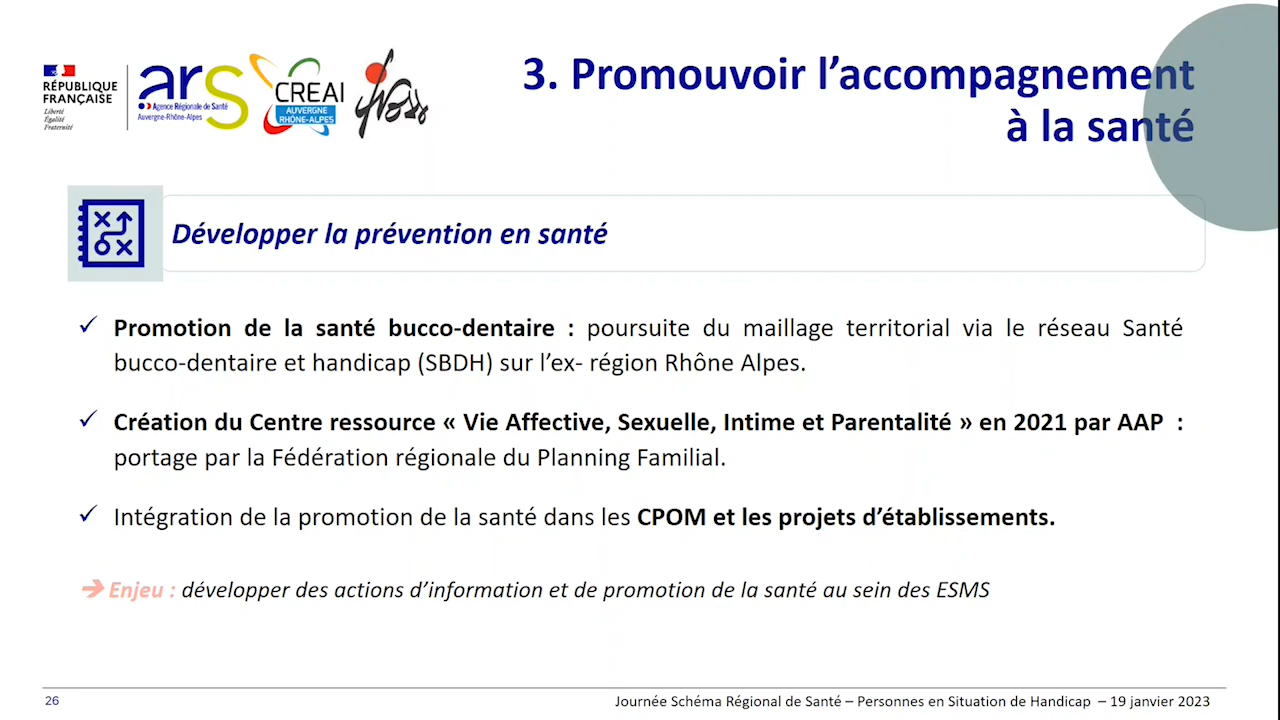 RÉPUBLIQUE
FRANÇAISE
Liberté
Égalité
Fraternité
ars
Agence Régionale de Santé
Auvergne-Rhône-Alpes
CREAI
AUVERGNE
RHÔNE-ALPES
3. Promouvoir l’accompagnement
à la santé
Développer la prévention en santé
✓ Promotion de la santé bucco-dentaire : poursuite du maillage territorial via le réseau Santé
bucco-dentaire et handicap (SBDH) sur l’ex- région Rhône Alpes.
✓ Création du Centre ressource « Vie Affective, Sexuelle, Intime et Parentalité » en 2021 par AAP :
portage par la Fédération régionale du Planning Familial.
✓ Intégration de la promotion de la santé dans les CPOM et les projets d’établissements.
➔ Enjeu : développer des actions d’information et de promotion de la santé au sein des ESMS
26
Journée Schéma Régional de Santé – Personnes en Situation de Handicap – 19 janvier 2023